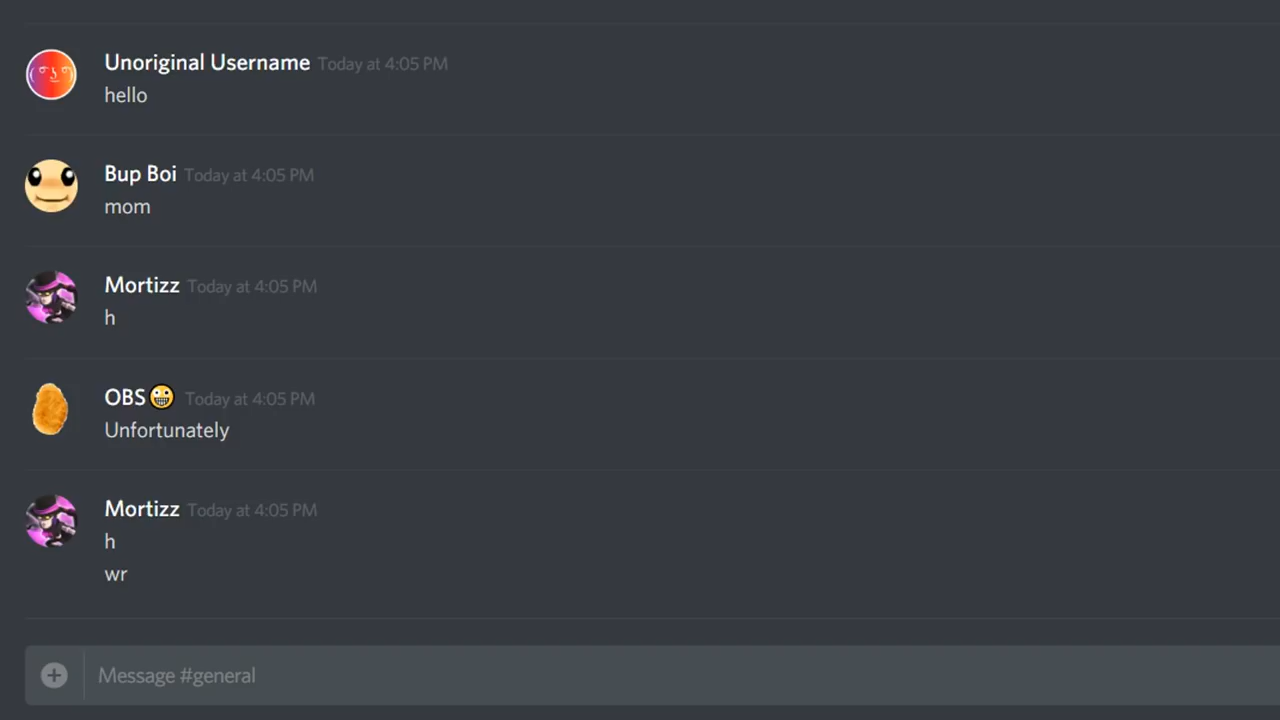 Unoriginal Username Today at 4:05 PM
hello
Bup Boi Today at 4:05 PM
mom
Mortizz Today at 4:05 PM
h
OBS😀 Today at 4:05 PM
Unfortunately
Mortizz Today at 4:05 PM
h
wr
Message #general